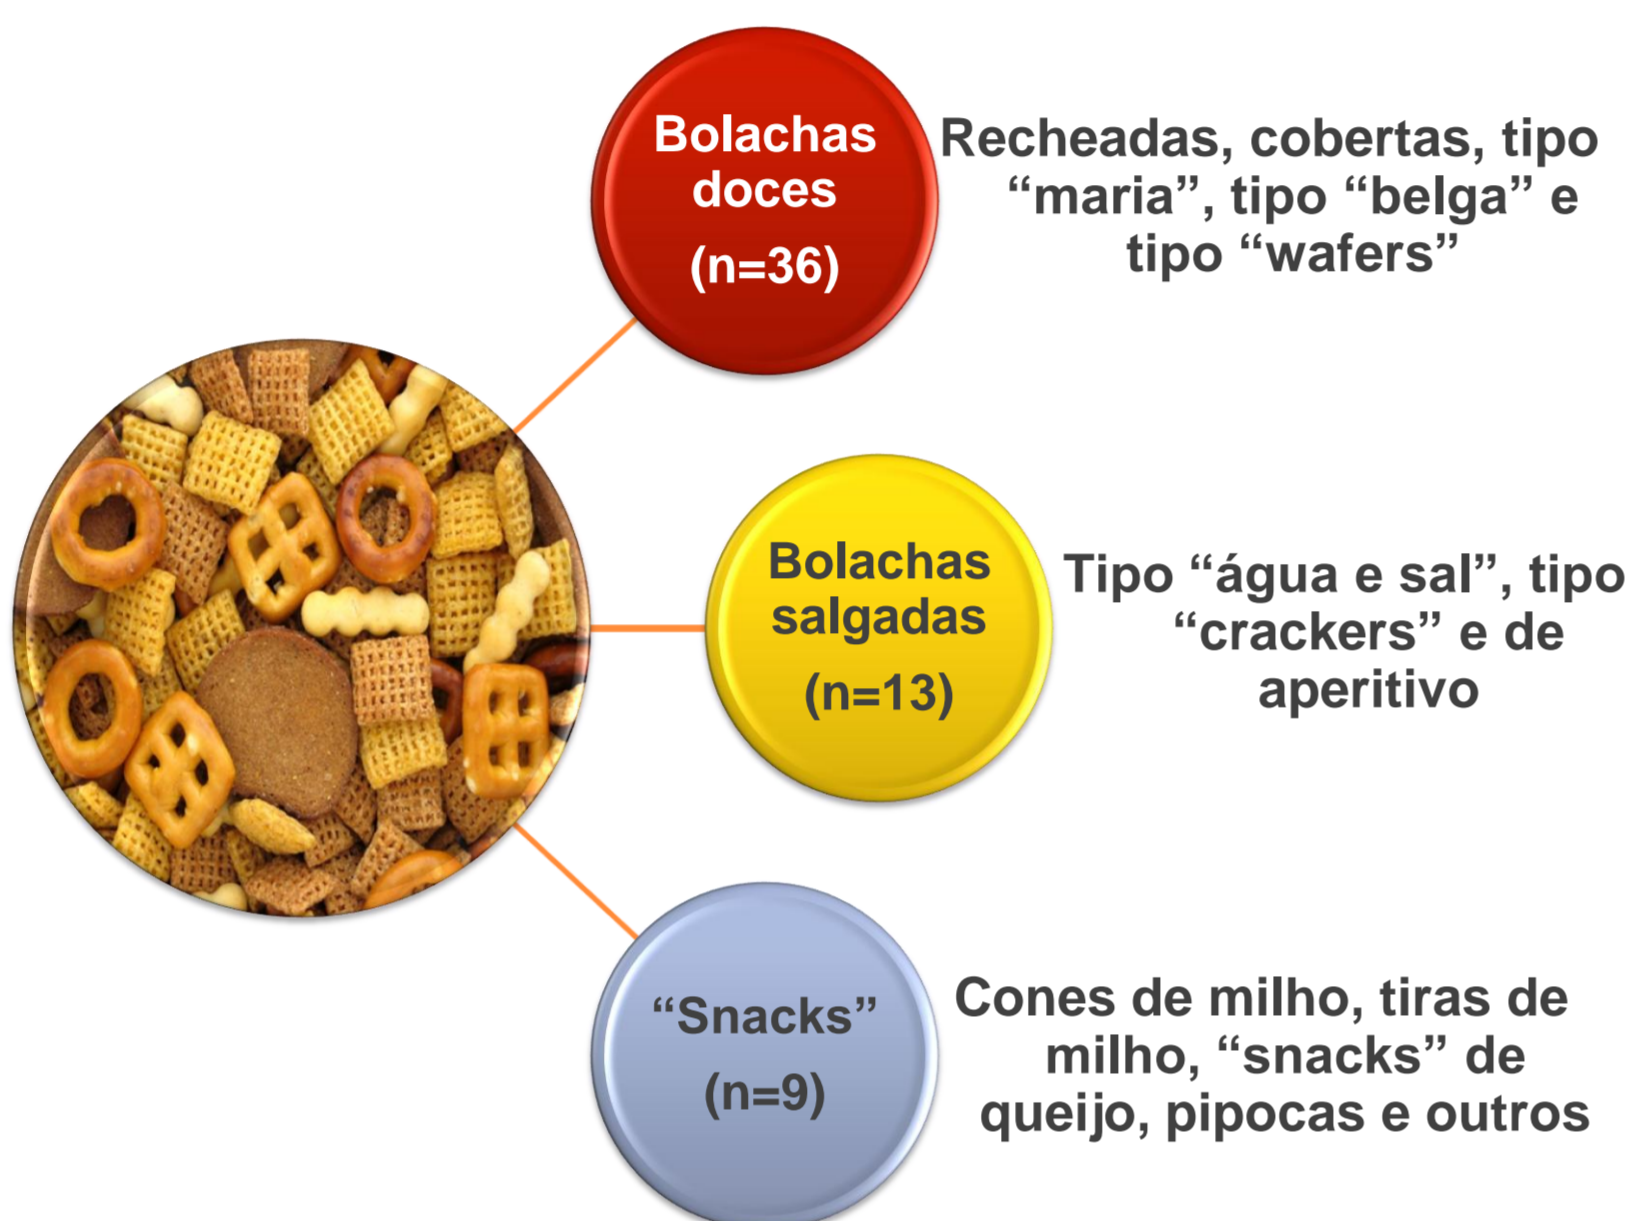 Bolachas
doces
(n=36)
Recheadas, cobertas, tipo
“maria”, tipo “belga” e
tipo “wafers”
Bolachas
salgadas
(n=13)
Tipo “água e sal”, tipo
“crackers” e de
aperitivo
“Snacks”
(n=9)
Cones de milho, tiras de
milho, “snacks” de
queijo, pipocas e outros